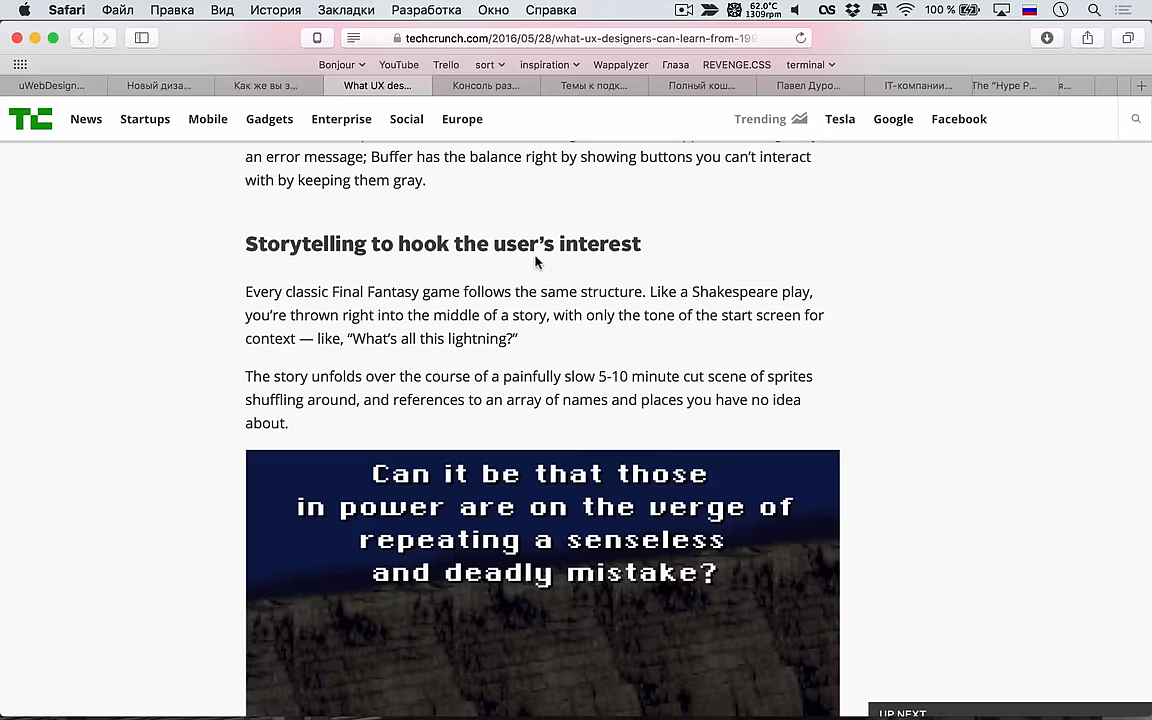 Safari Файл Правка Вид История Закладки Разработка Окно Справка 62.0°C 1309rpm 100 %
techcrunch.com/2016/05/28/what-ux-designers-can-learn-from-199
Bonjour YouTube Trello sort inspiration Wappalyzer Глаза REVENGE.CSS terminal
uWebDesign... Новый диза... Как же вы з... What UX des... Консоль раз... Темы к подк... Полный кош... Павел Дуро... IT-компании... The "Hype P... я...
TC News Startups Mobile Gadgets Enterprise Social Europe Trending Tesla Google Facebook
an error message; Buffer has the balance right by showing buttons you can’t interact
with by keeping them gray.
Storytelling to hook the user’s interest
Every classic Final Fantasy game follows the same structure. Like a Shakespeare play,
you’re thrown right into the middle of a story, with only the tone of the start screen for
context — like, “What’s all this lightning?”
The story unfolds over the course of a painfully slow 5-10 minute cut scene of sprites
shuffling around, and references to an array of names and places you have no idea
about.
Can it be that those
in power are on the verge of
repeating a senseless
and deadly mistake?
UP NEXT